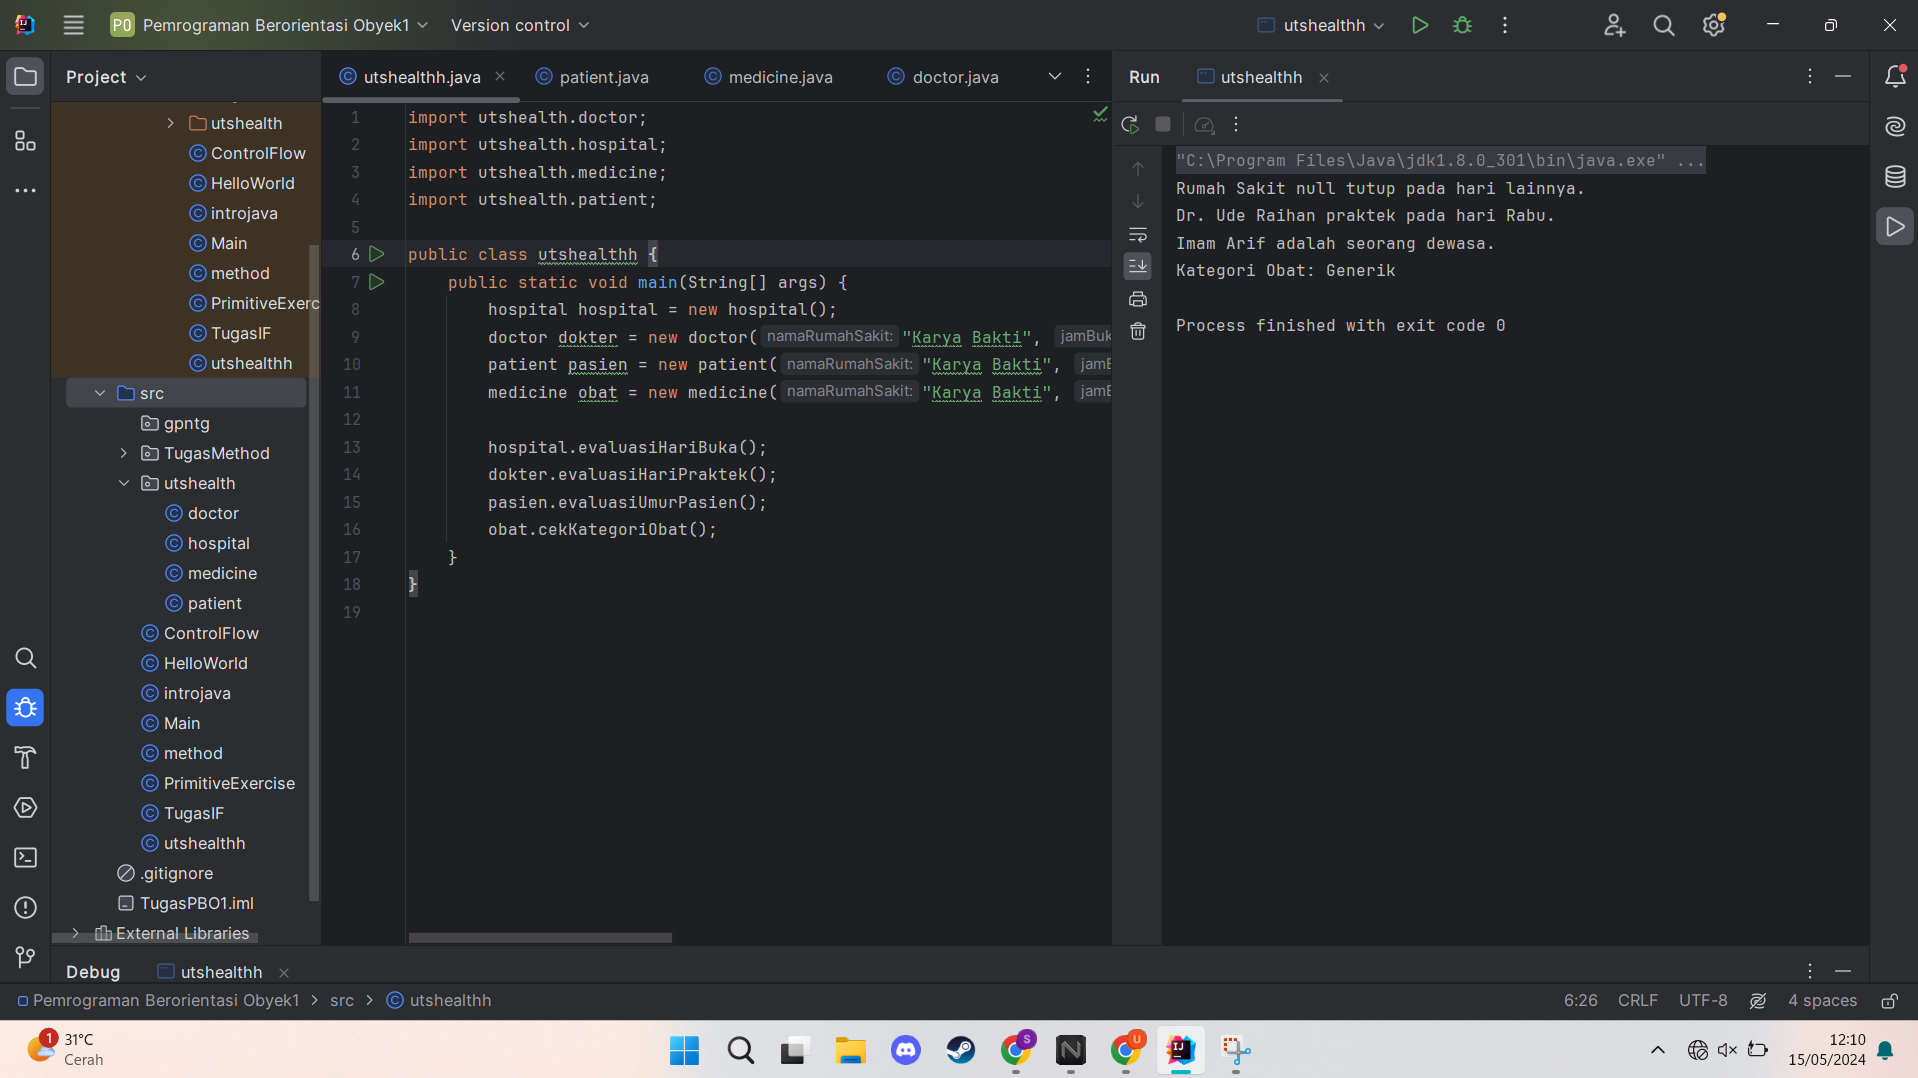 PO Pemrograman Berorientasi Obyek1 Version control utshealthh
Project
utshealthh.java patient.java medicine.java doctor.java
Run utshealthh
utshealth
ControlFlow
HelloWorld
introjava
Main
method
PrimitiveExerc
TugasIF
utshealthh
src
gpntg
TugasMethod
utshealth
doctor
hospital
medicine
patient
ControlFlow
HelloWorld
introjava
Main
method
PrimitiveExercise
TugasIF
utshealthh
.gitignore
TugasPBO1.iml
External Libraries
1 import utshealth.doctor;
2 import utshealth.hospital;
3 import utshealth.medicine;
4 import utshealth.patient;
5
6 public class utshealthh {
7 public static void main(String[] args) {
8 hospital hospital = new hospital();
9 doctor dokter = new doctor( namaRumahSakit: "Karya Bakti", jamBuk
10 patient pasien = new patient( namaRumahSakit: "Karya Bakti", jamB
11 medicine obat = new medicine( namaRumahSakit: "Karya Bakti", jamB
12
13 hospital.evaluasiHariBuka();
14 dokter.evaluasiHariPraktek();
15 pasien.evaluasiUmurPasien();
16 obat.cekKategoriObat();
17 }
18 }
19
"C:\Program Files\Java\jdk1.8.0_301\bin\java.exe" ...
Rumah Sakit null tutup pada hari lainnya.
Dr. Ude Raihan praktek pada hari Rabu.
Imam Arif adalah seorang dewasa.
Kategori Obat: Generik
Process finished with exit code 0
Debug utshealthh
Pemrograman Berorientasi Obyek1 > src > utshealthh
6:26 CRLF UTF-8 4 spaces
1 31°C
Cerah
S
U
12:10
15/05/2024